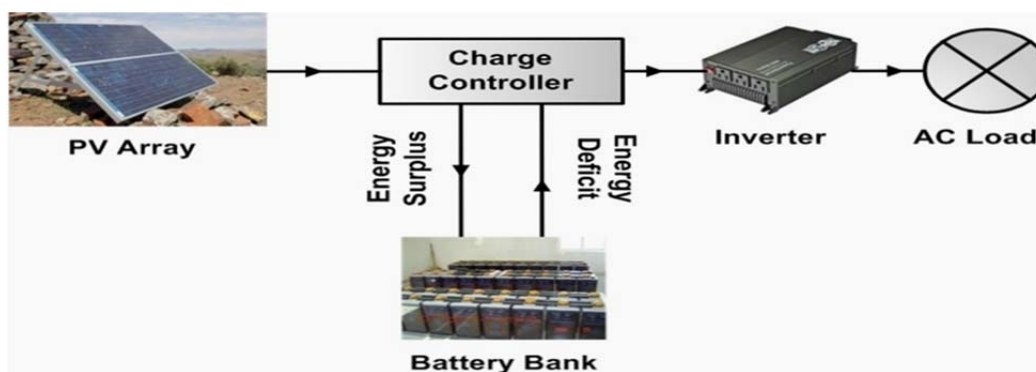 Charge
Controller
PV Array
Inverter
AC Load
Energy
Surplus
Energy
Deficit
Battery Bank